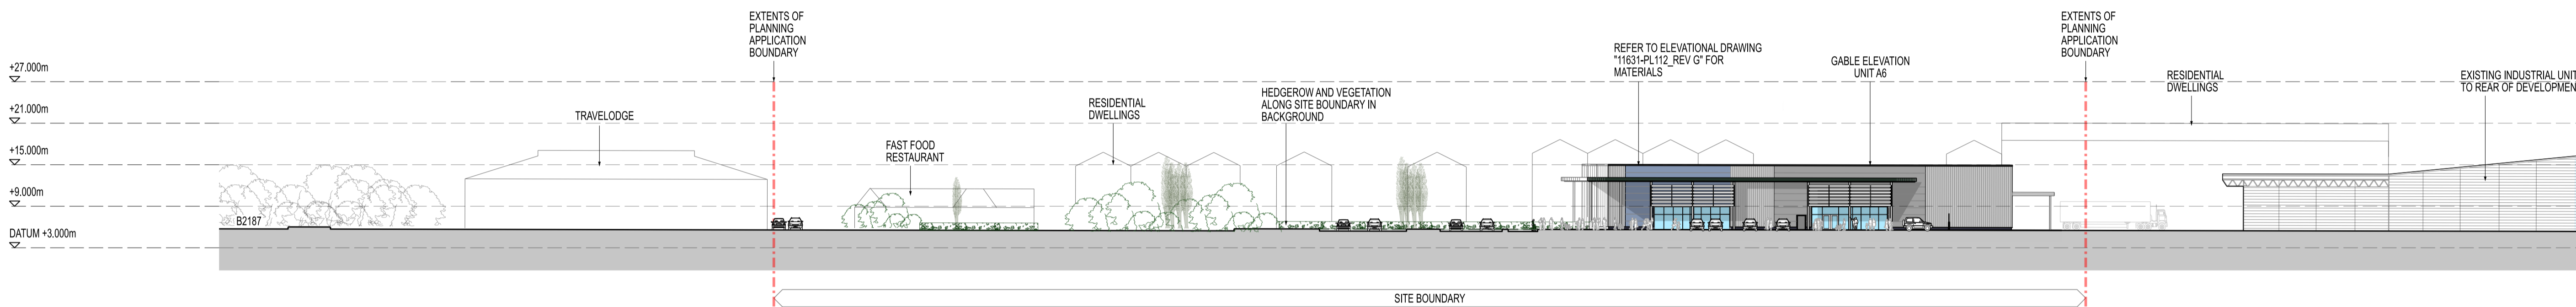 EXTENTS OF
PLANNING
APPLICATION
BOUNDARY
EXTENTS OF
PLANNING
APPLICATION
BOUNDARY
REFER TO ELEVATIONAL DRAWING
"11631-PL112_REV G" FOR
MATERIALS
GABLE ELEVATION
UNIT A6
+27.000m
RESIDENTIAL
DWELLINGS
EXISTING INDUSTRIAL UNIT
TO REAR OF DEVELOPMEN
HEDGEROW AND VEGETATION
ALONG SITE BOUNDARY IN
BACKGROUND
+21.000m
RESIDENTIAL
DWELLINGS
TRAVELODGE
+15.000m
FAST FOOD
RESTAURANT
+9.000m
B2187
DATUM +3.000m
SITE BOUNDARY